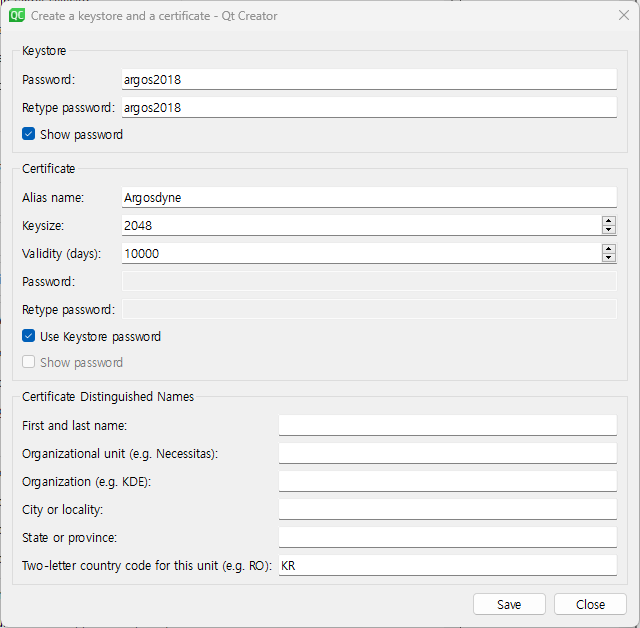 QC Create a keystore and a certificate - Qt Creator
Keystore
Password: argos2018
Retype password: argos2018
Show password
Certificate
Alias name: Argosdyne
Keysize: 2048
Validity (days): 10000
Password:
Retype password:
Use Keystore password
Show password
Certificate Distinguished Names
First and last name:
Organizational unit (e.g. Necessitas):
Organization (e.g. KDE):
City or locality:
State or province:
Two-letter country code for this unit (e.g. RO): KR
Save Close